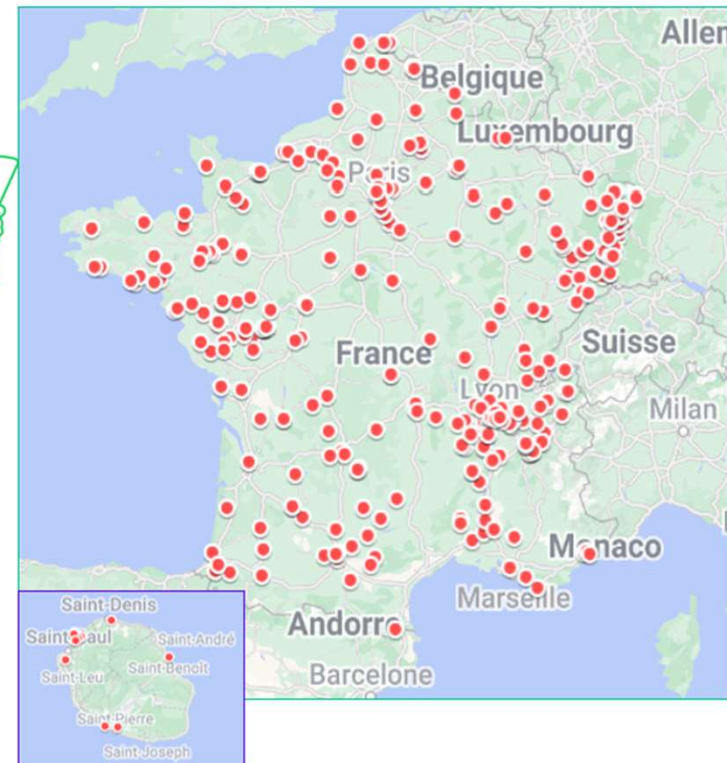 Aller
Belgique
Luxembourg
Paris
France
Suisse
Lyon
Milan
Monaco
Marseille
Andorre
Barcelone
Saint-Denis
Saint-Paul
Saint-André
Saint-Benoît
Saint-Leu
Saint-Pierre
Saint-Joseph